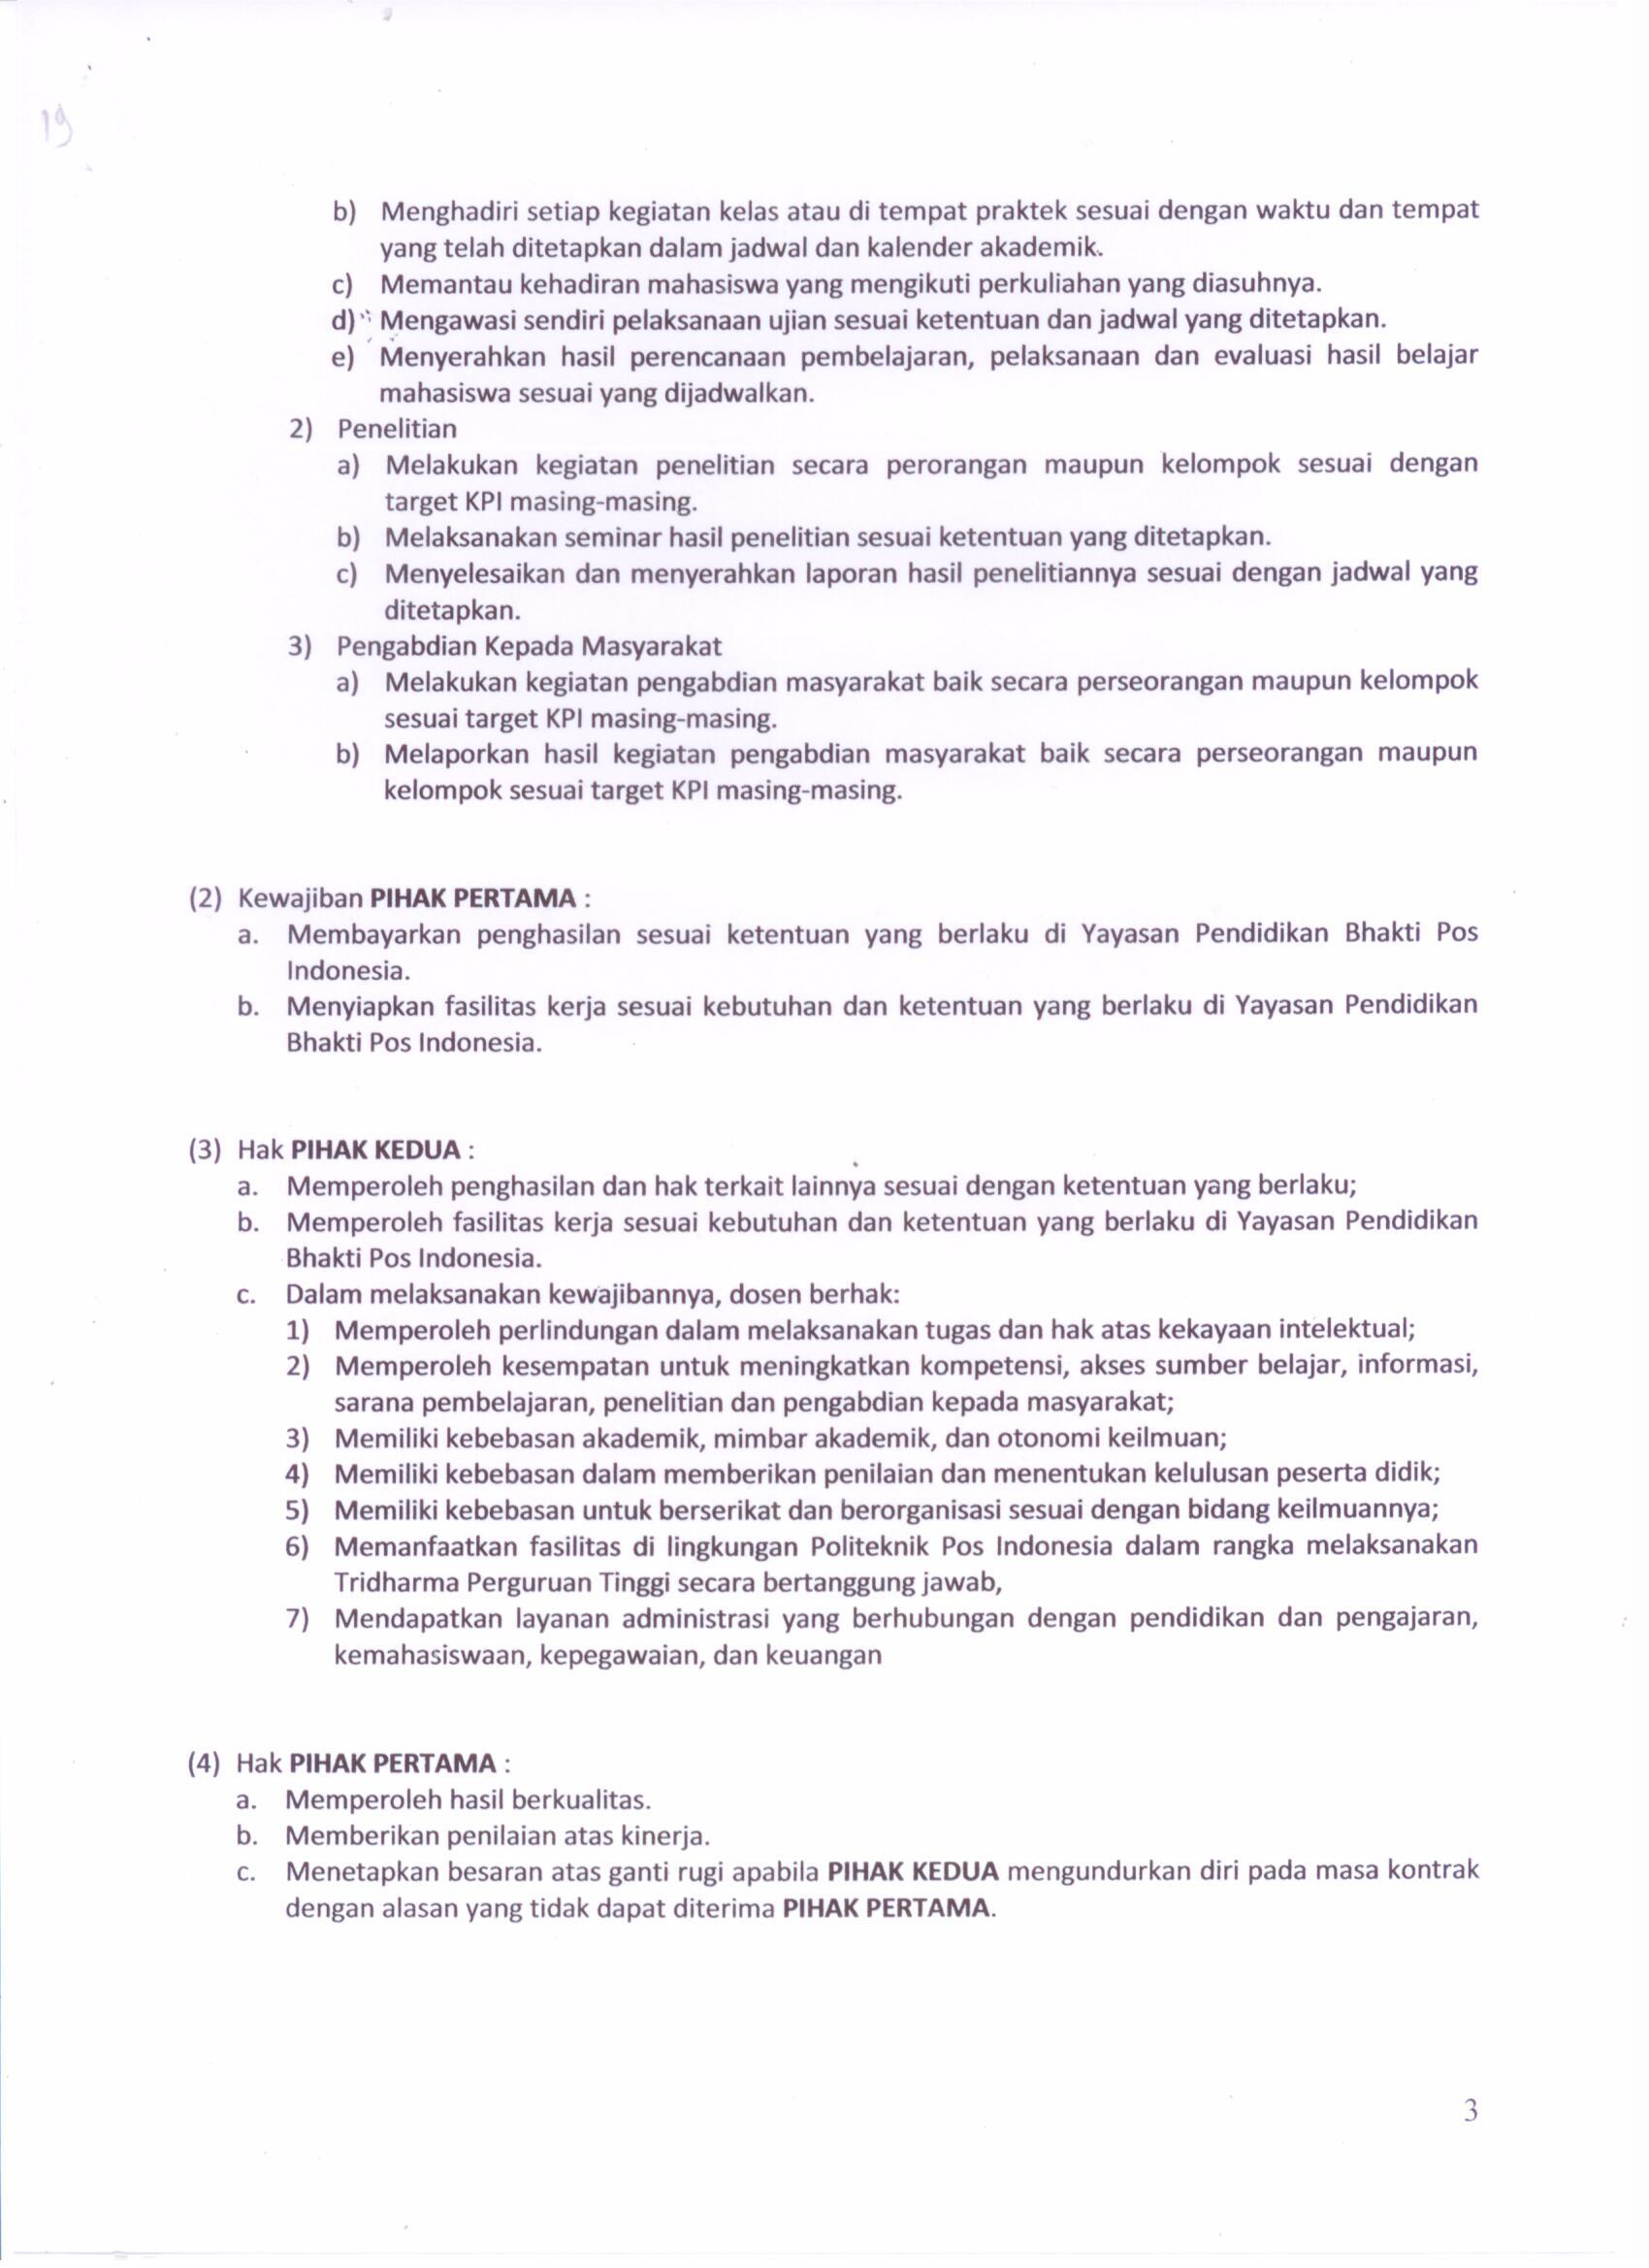 19
b) Menghadiri setiap kegiatan kelas atau di tempat praktek sesuai dengan waktu dan tempat
yang telah ditetapkan dalam jadwal dan kalender akademik.
c) Memantau kehadiran mahasiswa yang mengikuti perkuliahan yang diasuhnya.
d) Mengawasi sendiri pelaksanaan ujian sesuai ketentuan dan jadwal yang ditetapkan.
e) Menyerahkan hasil perencanaan pembelajaran, pelaksanaan dan evaluasi hasil belajar
mahasiswa sesuai yang dijadwalkan.
2) Penelitian
a) Melakukan kegiatan penelitian secara perorangan maupun kelompok sesuai dengan
target KPI masing-masing.
b) Melaksanakan seminar hasil penelitian sesuai ketentuan yang ditetapkan.
c) Menyelesaikan dan menyerahkan laporan hasil penelitiannya sesuai dengan jadwal yang
ditetapkan.
3) Pengabdian Kepada Masyarakat
a) Melakukan kegiatan pengabdian masyarakat baik secara perseorangan maupun kelompok
sesuai target KPI masing-masing.
b) Melaporkan hasil kegiatan pengabdian masyarakat baik secara perseorangan maupun
kelompok sesuai target KPI masing-masing.
(2) Kewajiban PIHAK PERTAMA :
a. Membayarkan penghasilan sesuai ketentuan yang berlaku di Yayasan Pendidikan Bhakti Pos
Indonesia.
b. Menyiapkan fasilitas kerja sesuai kebutuhan dan ketentuan yang berlaku di Yayasan Pendidikan
Bhakti Pos Indonesia.
(3) Hak PIHAK KEDUA :
a. Memperoleh penghasilan dan hak terkait lainnya sesuai dengan ketentuan yang berlaku;
b. Memperoleh fasilitas kerja sesuai kebutuhan dan ketentuan yang berlaku di Yayasan Pendidikan
Bhakti Pos Indonesia.
c. Dalam melaksanakan kewajibannya, dosen berhak:
1) Memperoleh perlindungan dalam melaksanakan tugas dan hak atas kekayaan intelektual;
2) Memperoleh kesempatan untuk meningkatkan kompetensi, akses sumber belajar, informasi,
sarana pembelajaran, penelitian dan pengabdian kepada masyarakat;
3) Memiliki kebebasan akademik, mimbar akademik, dan otonomi keilmuan;
4) Memiliki kebebasan dalam memberikan penilaian dan menentukan kelulusan peserta didik;
5) Memiliki kebebasan untuk berserikat dan berorganisasi sesuai dengan bidang keilmuannya;
6) Memanfaatkan fasilitas di lingkungan Politeknik Pos Indonesia dalam rangka melaksanakan
Tridharma Perguruan Tinggi secara bertanggung jawab,
7) Mendapatkan layanan administrasi yang berhubungan dengan pendidikan dan pengajaran,
kemahasiswaan, kepegawaian, dan keuangan
(4) Hak PIHAK PERTAMA :
a. Memperoleh hasil berkualitas.
b. Memberikan penilaian atas kinerja.
c. Menetapkan besaran atas ganti rugi apabila PIHAK KEDUA mengundurkan diri pada masa kontrak
dengan alasan yang tidak dapat diterima PIHAK PERTAMA.
3